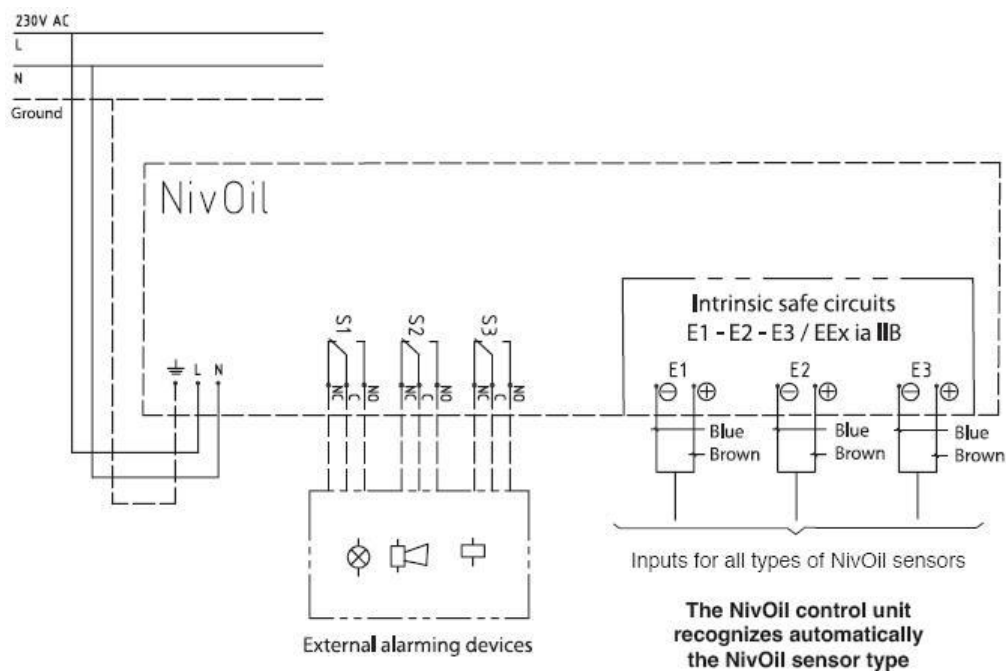 230V AC
L
N
Ground
NivOil
Intrinsic safe circuits
E1 - E2 - E3 / EEx ia IIB
S1
S2
S3
L N
NC C NO
NC C NO
NC C NO
E1
E2
E3
- +
- +
- +
Blue
Brown
Blue
Brown
Blue
Brown
Inputs for all types of NivOil sensors
External alarming devices
The NivOil control unit
recognizes automatically
the NivOil sensor type